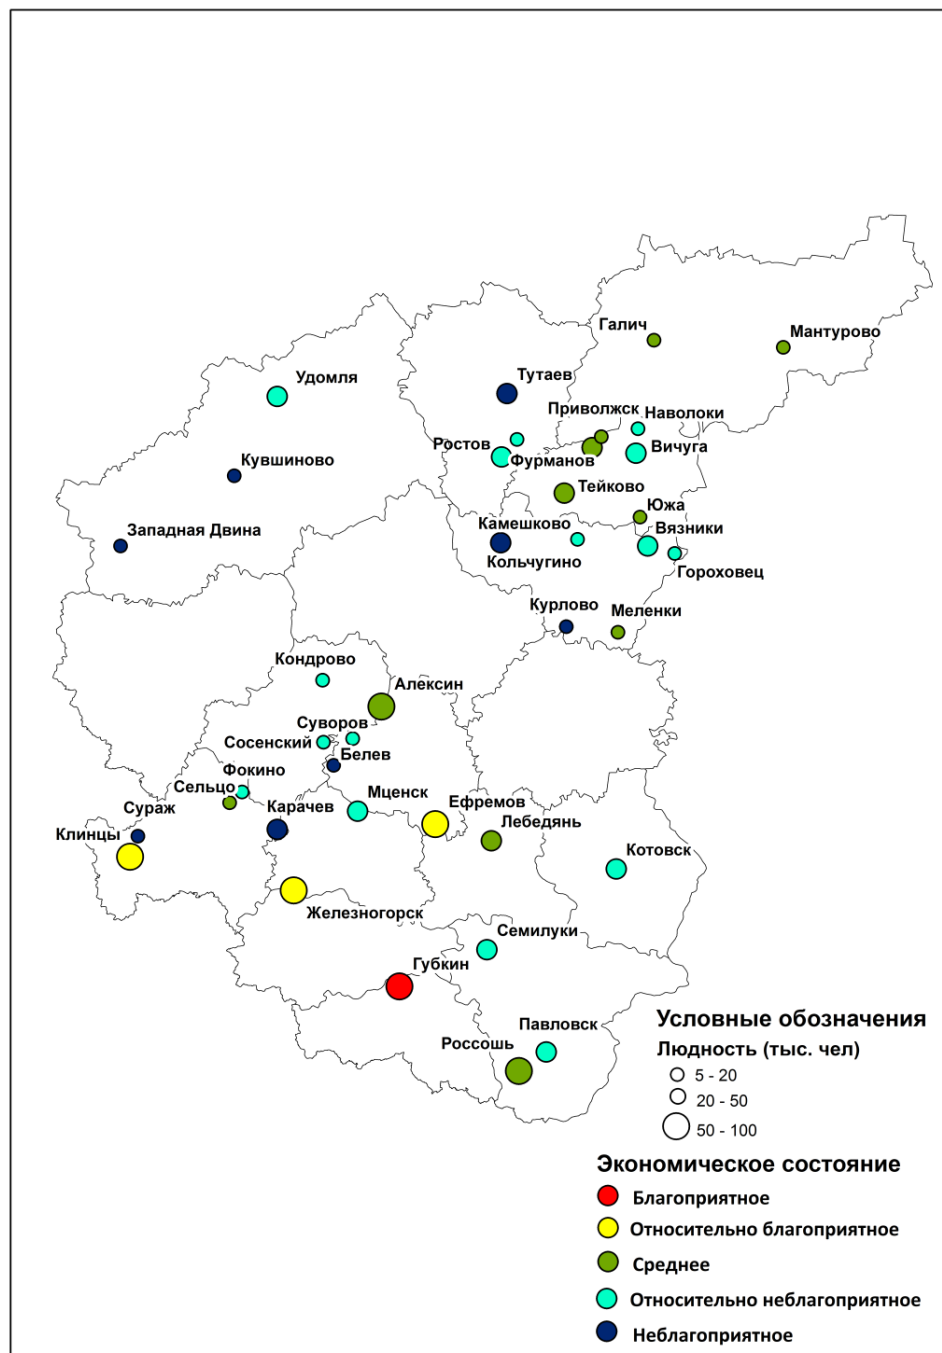 Галич
Мантурово
Удомля
Тутаев
Приволжск
Наволоки
Ростов
Вичуга
Фурманов
Кувшиново
Тейково
Южа
Западная Двина
Камешково
Вязники
Кольчугино
Гороховец
Курлово
Меленки
Кондрово
Алексин
Суворов
Сосенский
Белев
Фокино
Сельцо
Мценск
Ефремов
Сураж
Карачев
Лебедянь
Клинцы
Котовск
Железногорск
Семилуки
Губкин
Павловск
Россошь
Условные обозначения
Людность (тыс. чел)
5 - 20
20 - 50
50 - 100
Экономическое состояние
Благоприятное
Относительно благоприятное
Среднее
Относительно неблагоприятное
Неблагоприятное